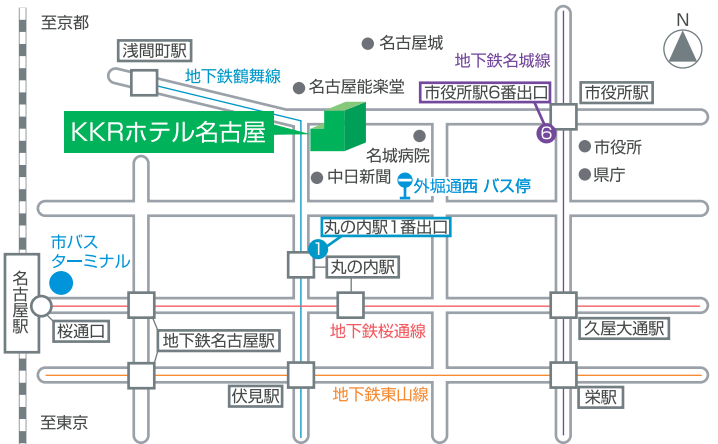 至京都
N
浅間町駅
名古屋城
地下鉄名城線
地下鉄鶴舞線
名古屋能楽堂
市役所駅6番出口
市役所駅
KKRホテル名古屋
6
名城病院
市役所
中日新聞
県庁
外堀通西 バス停
丸の内駅1番出口
市バス
ターミナル
1
丸の内駅
名古屋駅
桜通口
地下鉄名古屋駅
地下鉄桜通線
久屋大通駅
伏見駅
地下鉄東山線
栄駅
至東京